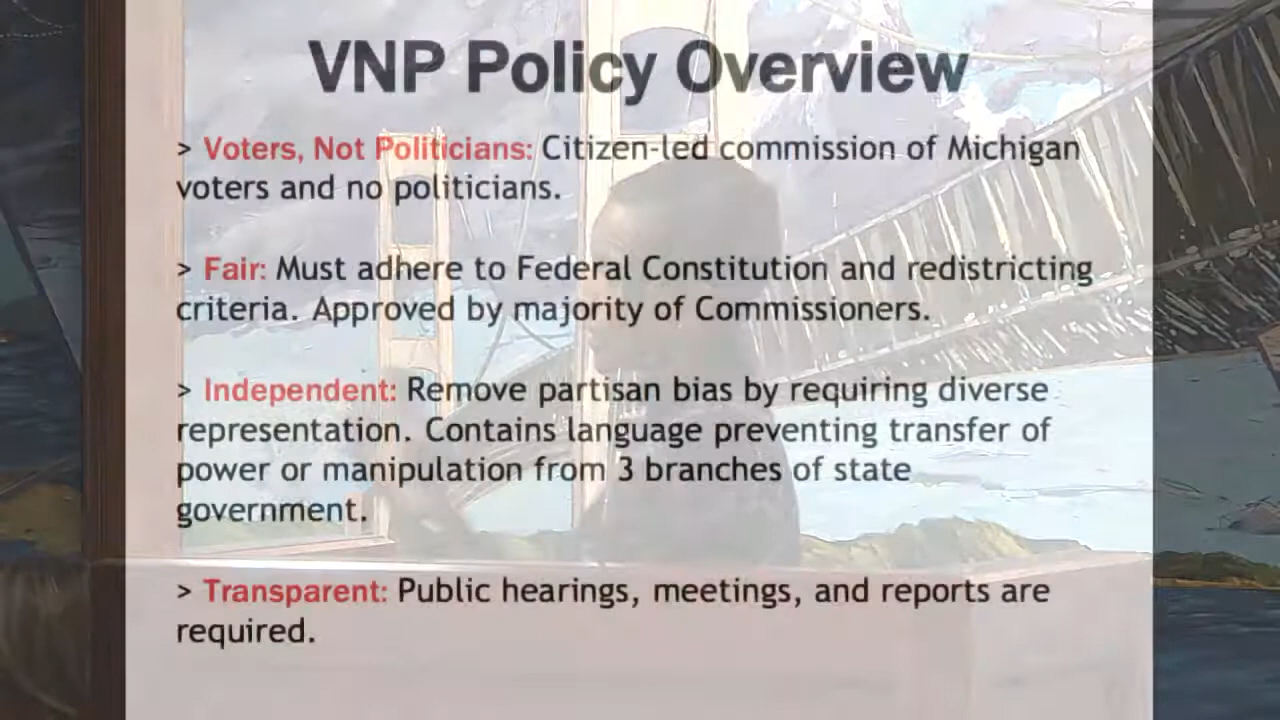 VNP Policy Overview
> Voters, Not Politicians: Citizen-led commission of Michigan
voters and no politicians.
> Fair: Must adhere to Federal Constitution and redistricting
criteria. Approved by majority of Commissioners.
> Independent: Remove partisan bias by requiring diverse
representation. Contains language preventing transfer of
power or manipulation from 3 branches of state
government.
> Transparent: Public hearings, meetings, and reports are
required.